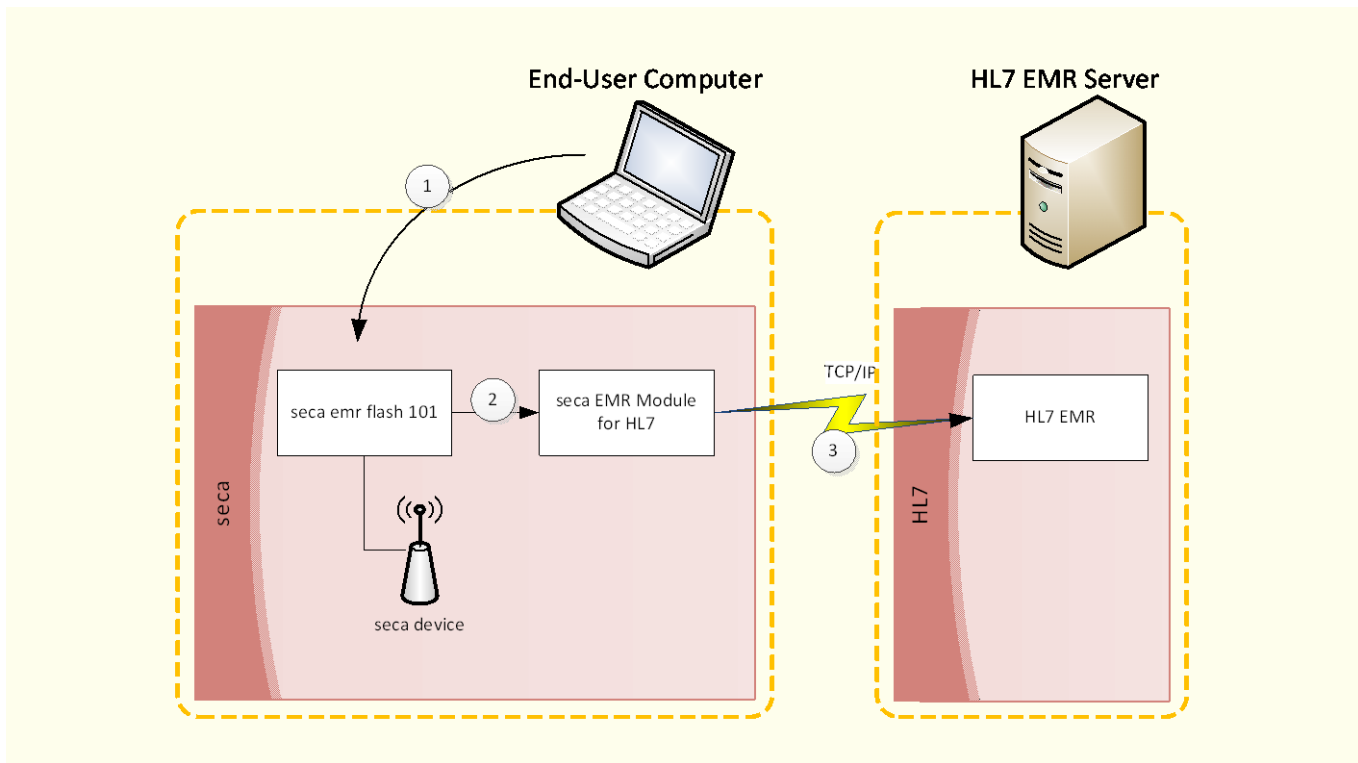 End-User Computer
HL7 EMR Server
1
TCP/IP
seca emr flash 101
2
seca EMR Module
for HL7
HL7 EMR
3
seca
HL7
seca device